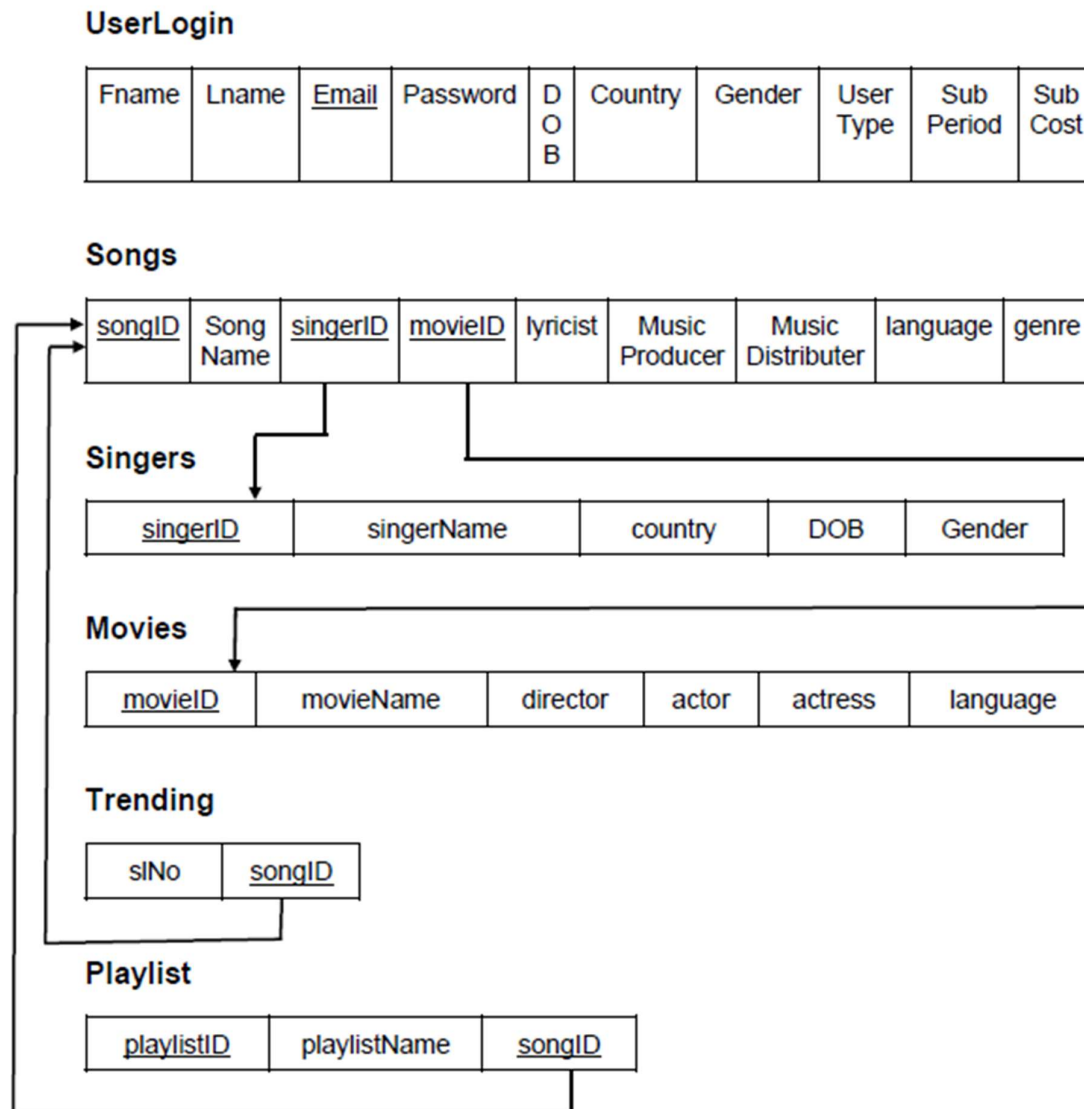 UserLogin
Fname Lname Email Password D Country Gender User Sub Sub
O Type Period Cost
B
Songs
songID Song singerID movieID lyricist Music Music language genre
Name Producer Distributer
Singers
singerID singerName country DOB Gender
Movies
movieID movieName director actor actress language
Trending
slNo songID
Playlist
playlistID playlistName songID